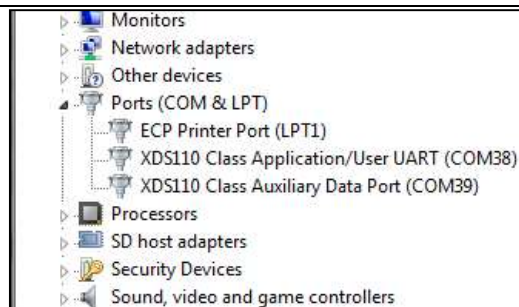 Monitors
Network adapters
Other devices
Ports (COM & LPT)
ECP Printer Port (LPT1)
XDS110 Class Application/User UART (COM38)
XDS110 Class Auxiliary Data Port (COM39)
Processors
SD host adapters
Security Devices
Sound, video and game controllers